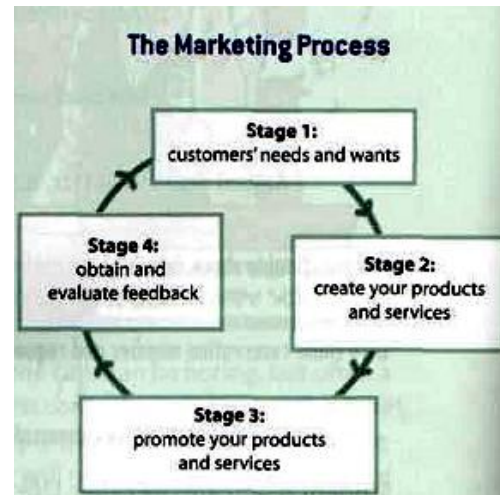 The Marketing Process
Stage 1:
customers' needs and wants
Stage 2:
create your products
and services
Stage 3:
promote your products
and services
Stage 4:
obtain and
evaluate feedback